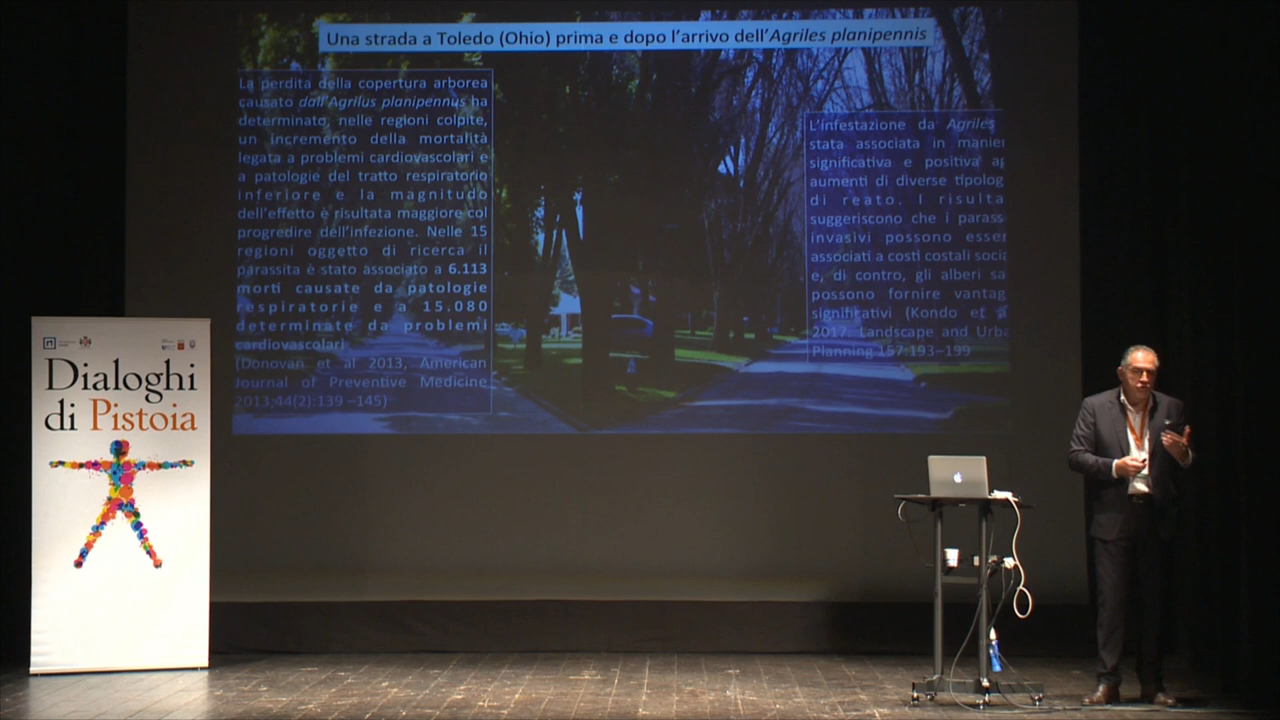 Una strada a Toledo (Ohio) prima e dopo l'arrivo dell'Agriles planipennis
La perdita della copertura arborea
causato dall'Agrilus planipennus ha
determinato, nelle regioni colpite,
un incremento della mortalità
legata a problemi cardiovascolari e
a patologie del tratto respiratorio
inferiore e la magnitudo
dell'effetto è risultata maggiore col
progredire dell'infezione. Nelle 15
regioni oggetto di ricerca il
parassita è stato associato a 6.113
morti causate da patologie
respiratorie e a 15.080
determinate da problemi
cardiovascolari
(Donovan et al 2013, American
Journal of Preventive Medicine
2013;44(2):139 –145)
L'infestazione da Agriles
stata associata in manier
significativa e positiva ap
aumenti di diverse tipolog
di reato. I risulta
suggeriscono che i parass
invasivi possono esser
associati a costi costali socia
e, di contro, gli alberi sa
possono fornire vantag
significativi (Kondo et a
2017. Landscape and Urba
Planning 157:193–199
Dialoghi
di Pistoia